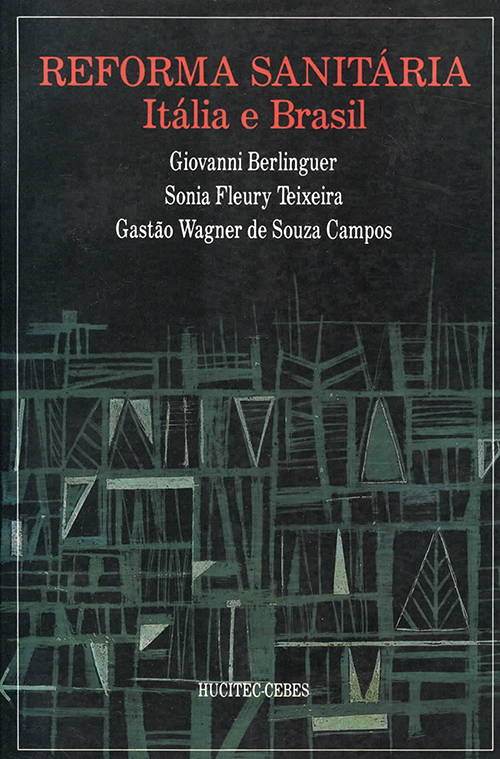 REFORMA SANITÁRIA
Itália e Brasil
Giovanni Berlinguer
Sonia Fleury Teixeira
Gastão Wagner de Souza Campos
HUCITEC-CEBES